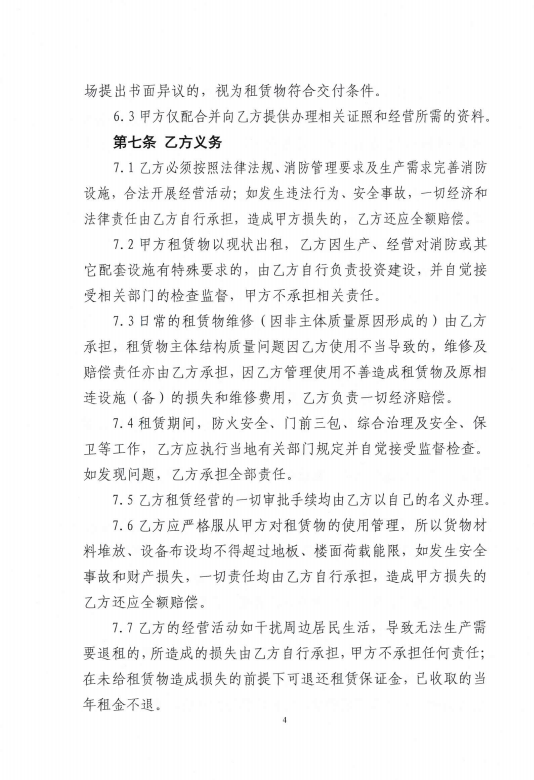 场提出书面异议的，视为租赁物符合交付条件。
6.3 甲方仅配合并向乙方提供办理相关证照和经营所需的资料。
第七条 乙方义务
7.1 乙方必须按照法律法规、消防管理要求及生产需求完善消防
设施，合法开展经营活动；如发生违法行为、安全事故，一切经济和
法律责任由乙方自行承担，造成甲方损失的，乙方还应全额赔偿。
7.2 甲方租赁物以现状出租，乙方因生产、经营对消防或其
它配套设施有特殊要求的，由乙方自行负责投资建设，并自觉接
受相关部门的检查监督，甲方不承担相关责任。
7.3 日常的租赁物维修（因非主体质量原因形成的）由乙方
承担，租赁物主体结构质量问题因乙方使用不当导致的，维修及
赔偿责任亦由乙方承担，因乙方管理使用不善造成租赁物及原相
连设施（备）的损失和维修费用，乙方负责一切经济赔偿。
7.4 租赁期间，防火安全、门前三包、综合治理及安全、保
卫等工作，乙方应执行当地有关部门规定并自觉接受监督检查。
如发现问题，乙方承担全部责任。
7.5 乙方租赁经营的一切审批手续均由乙方以自己的名义办理。
7.6 乙方应严格服从甲方对租赁物的使用管理，所以货物材
料堆放、设备布设均不得超过地板、楼面荷载能限，如发生安全
事故和财产损失，一切责任均由乙方自行承担，造成甲方损失的
乙方还应全额赔偿。
7.7 乙方的经营活动如干扰周边居民生活，导致无法生产需
要退租的，所造成的损失由乙方自行承担，甲方不承担任何责任；
在未给租赁物造成损失的前提下可退还租赁保证金，已收取的当
年租金不退。
4